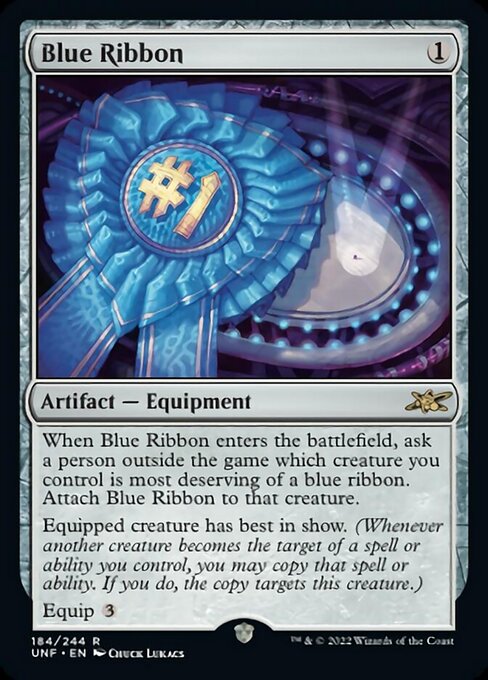 Blue Ribbon 1
#1
Artifact — Equipment
When Blue Ribbon enters the battlefield, ask
a person outside the game which creature you
control is most deserving of a blue ribbon.
Attach Blue Ribbon to that creature.
Equipped creature has best in show. (Whenever
another creature becomes the target of a spell or
ability you control, you may copy that spell or
ability. If you do, the copy targets this creature.)
Equip 3
184/244 R
UNF • EN Chuck Lukacs
™ & © 2022 Wizards of the Coast